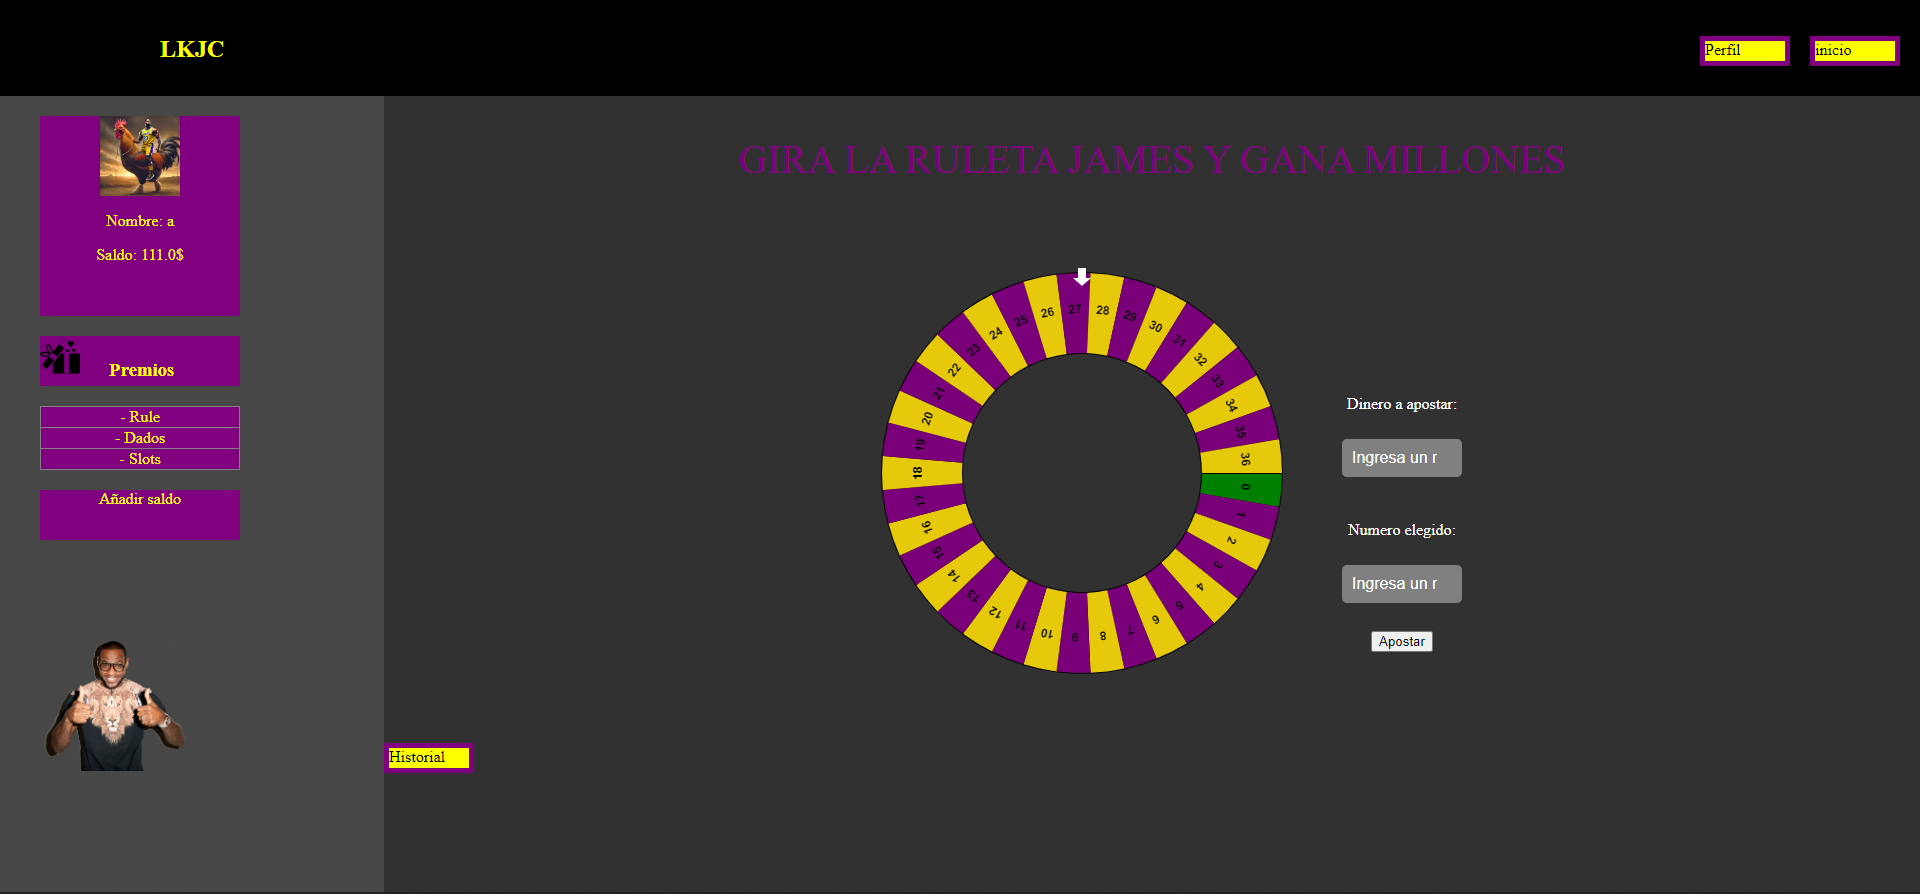 LKJC
Perfil
inicio
Nombre: a
Saldo: 111.0$
Premios
- Rule
- Dados
- Slots
Añadir saldo
GIRA LA RULETA JAMES Y GANA MILLONES
0
1
2
3
4
5
6
7
8
9
10
11
12
13
14
15
16
17
18
19
20
21
22
23
24
25
26
27
28
29
30
31
32
33
34
35
36
Dinero a apostar:
Ingresa un r
Numero elegido:
Ingresa un r
Apostar
Historial